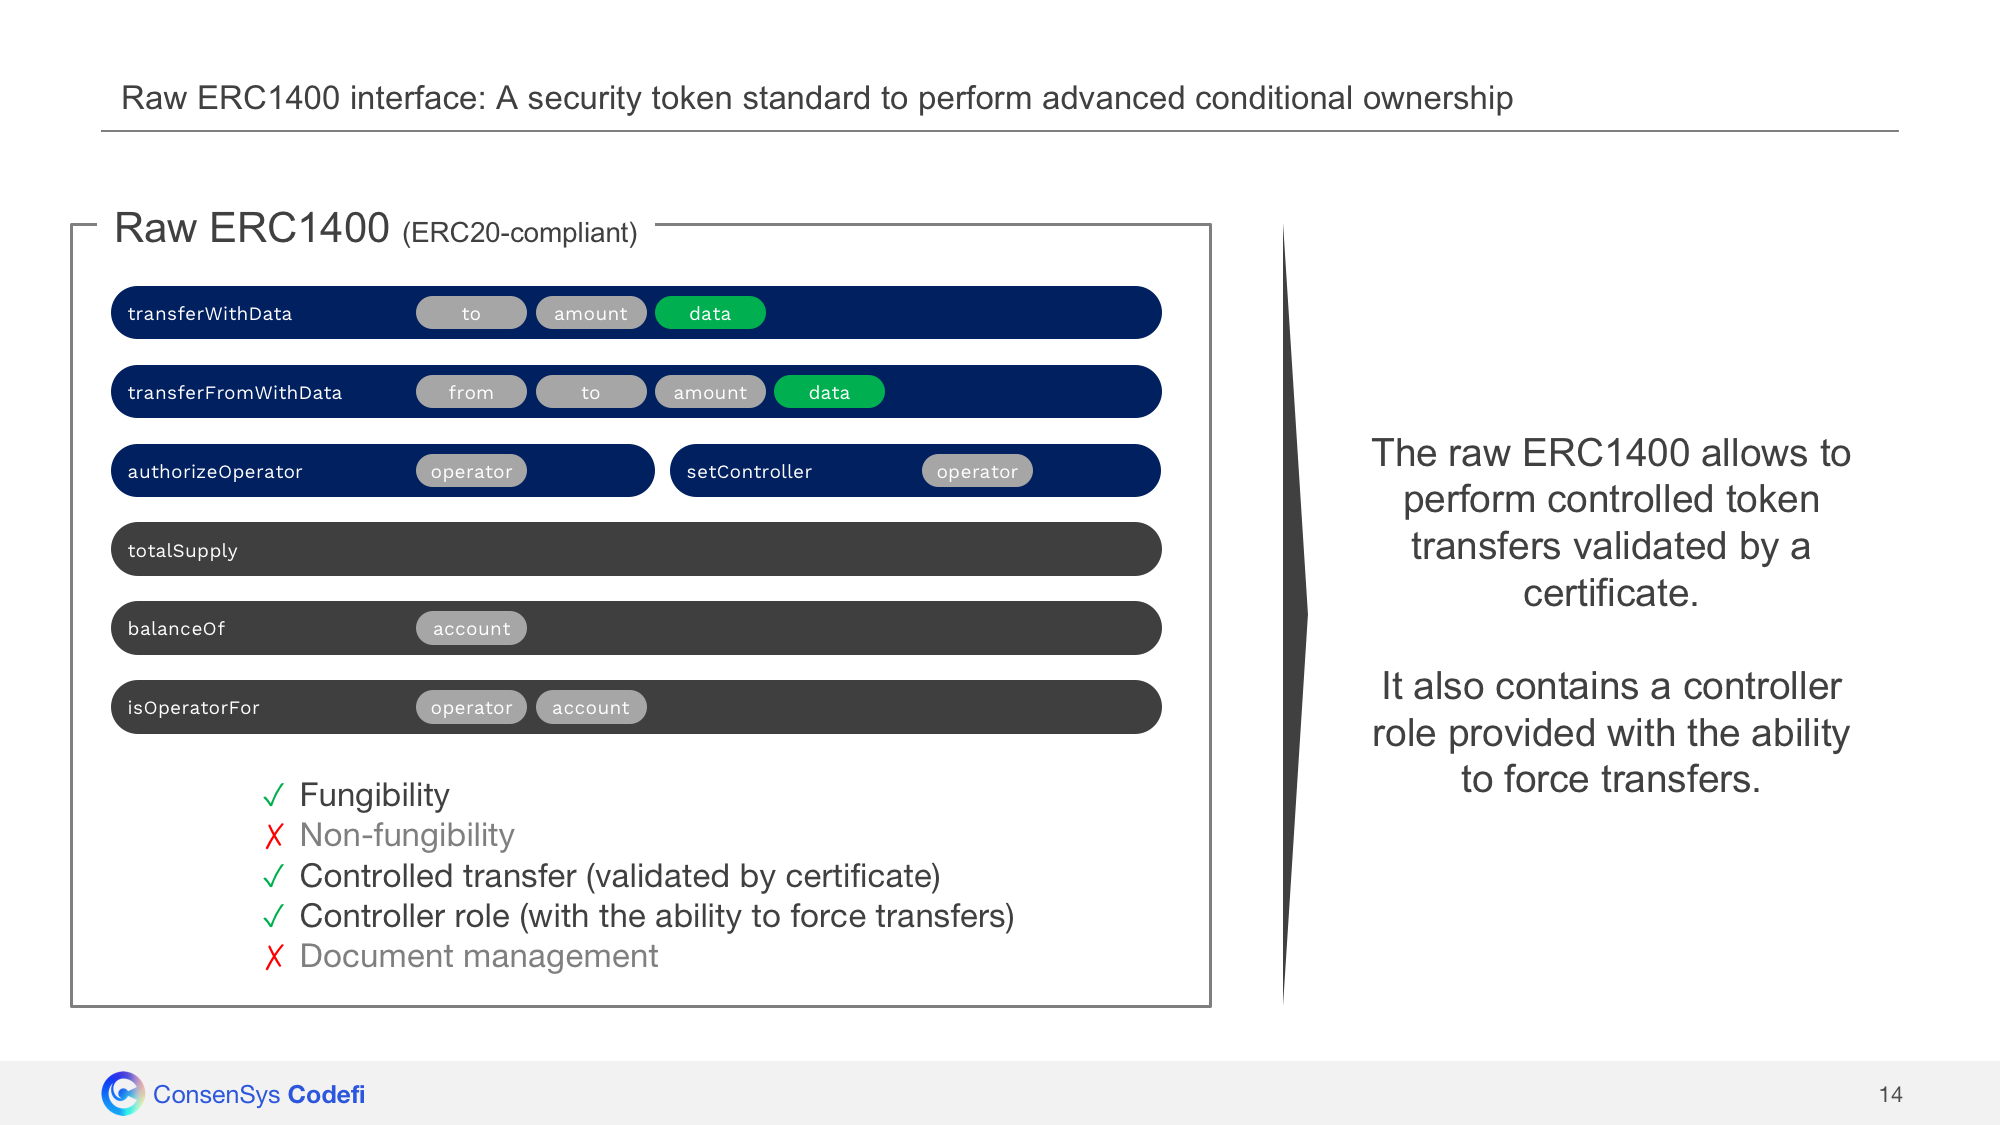 Raw ERC1400 interface: A security token standard to perform advanced conditional ownership
Raw ERC1400 (ERC20-compliant)
transferWithData to amount data
transferFromWithData from to amount data
authorizeOperator operator setController operator
totalSupply
balanceOf account
isOperatorFor operator account
✓ Fungibility
✗ Non-fungibility
✓ Controlled transfer (validated by certificate)
✓ Controller role (with the ability to force transfers)
✗ Document management
The raw ERC1400 allows to
perform controlled token
transfers validated by a
certificate.
It also contains a controller
role provided with the ability
to force transfers.
ConsenSys Codefi
14